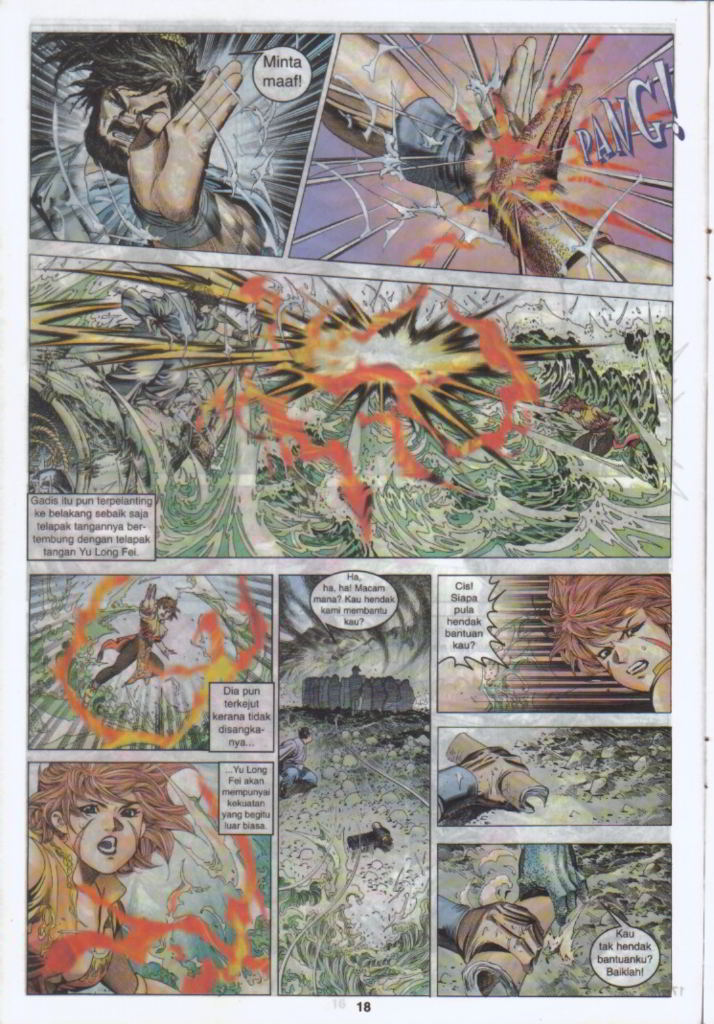 Minta
maaf!
PANG!
Gadis itu pun terpelanting
ke belakang sebaik saja
telapak tangannya ber-
tembung dengan telapak
tangan Yu Long Fei.
Dia pun
terkejut
kerana tidak
disangka-
nya...
...Yu Long
Fei akan
mempunyai
kekuatan
yang begitu
luar biasa.
Ha,
ha, ha! Macam
mana? Kau hendak
kami membantu
kau?
Cis!
Siapa
pula
hendak
bantuan
kau?
Kau
tak hendak
bantuanku?
Baiklah!
18